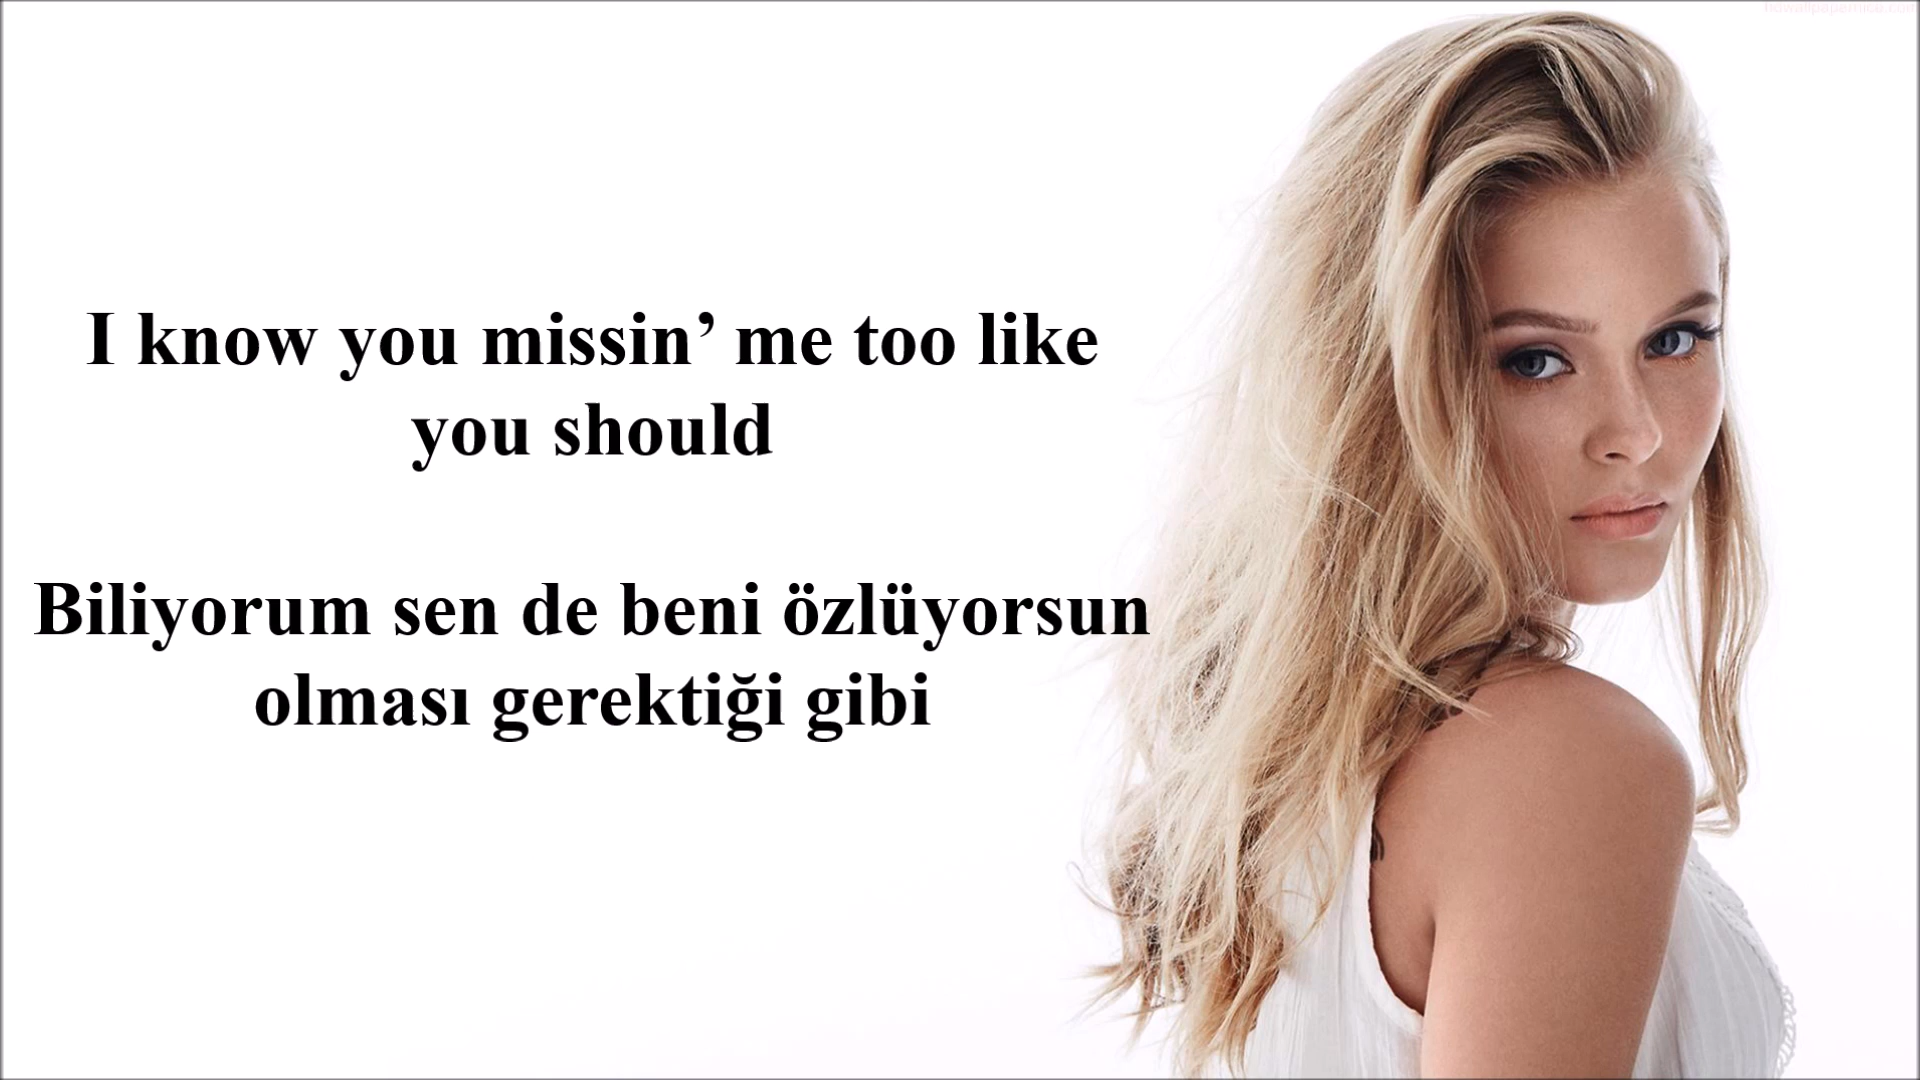 I know you missin’ me too like
you should
Biliyorum sen de beni özlüyorsun
olması gerektiği gibi